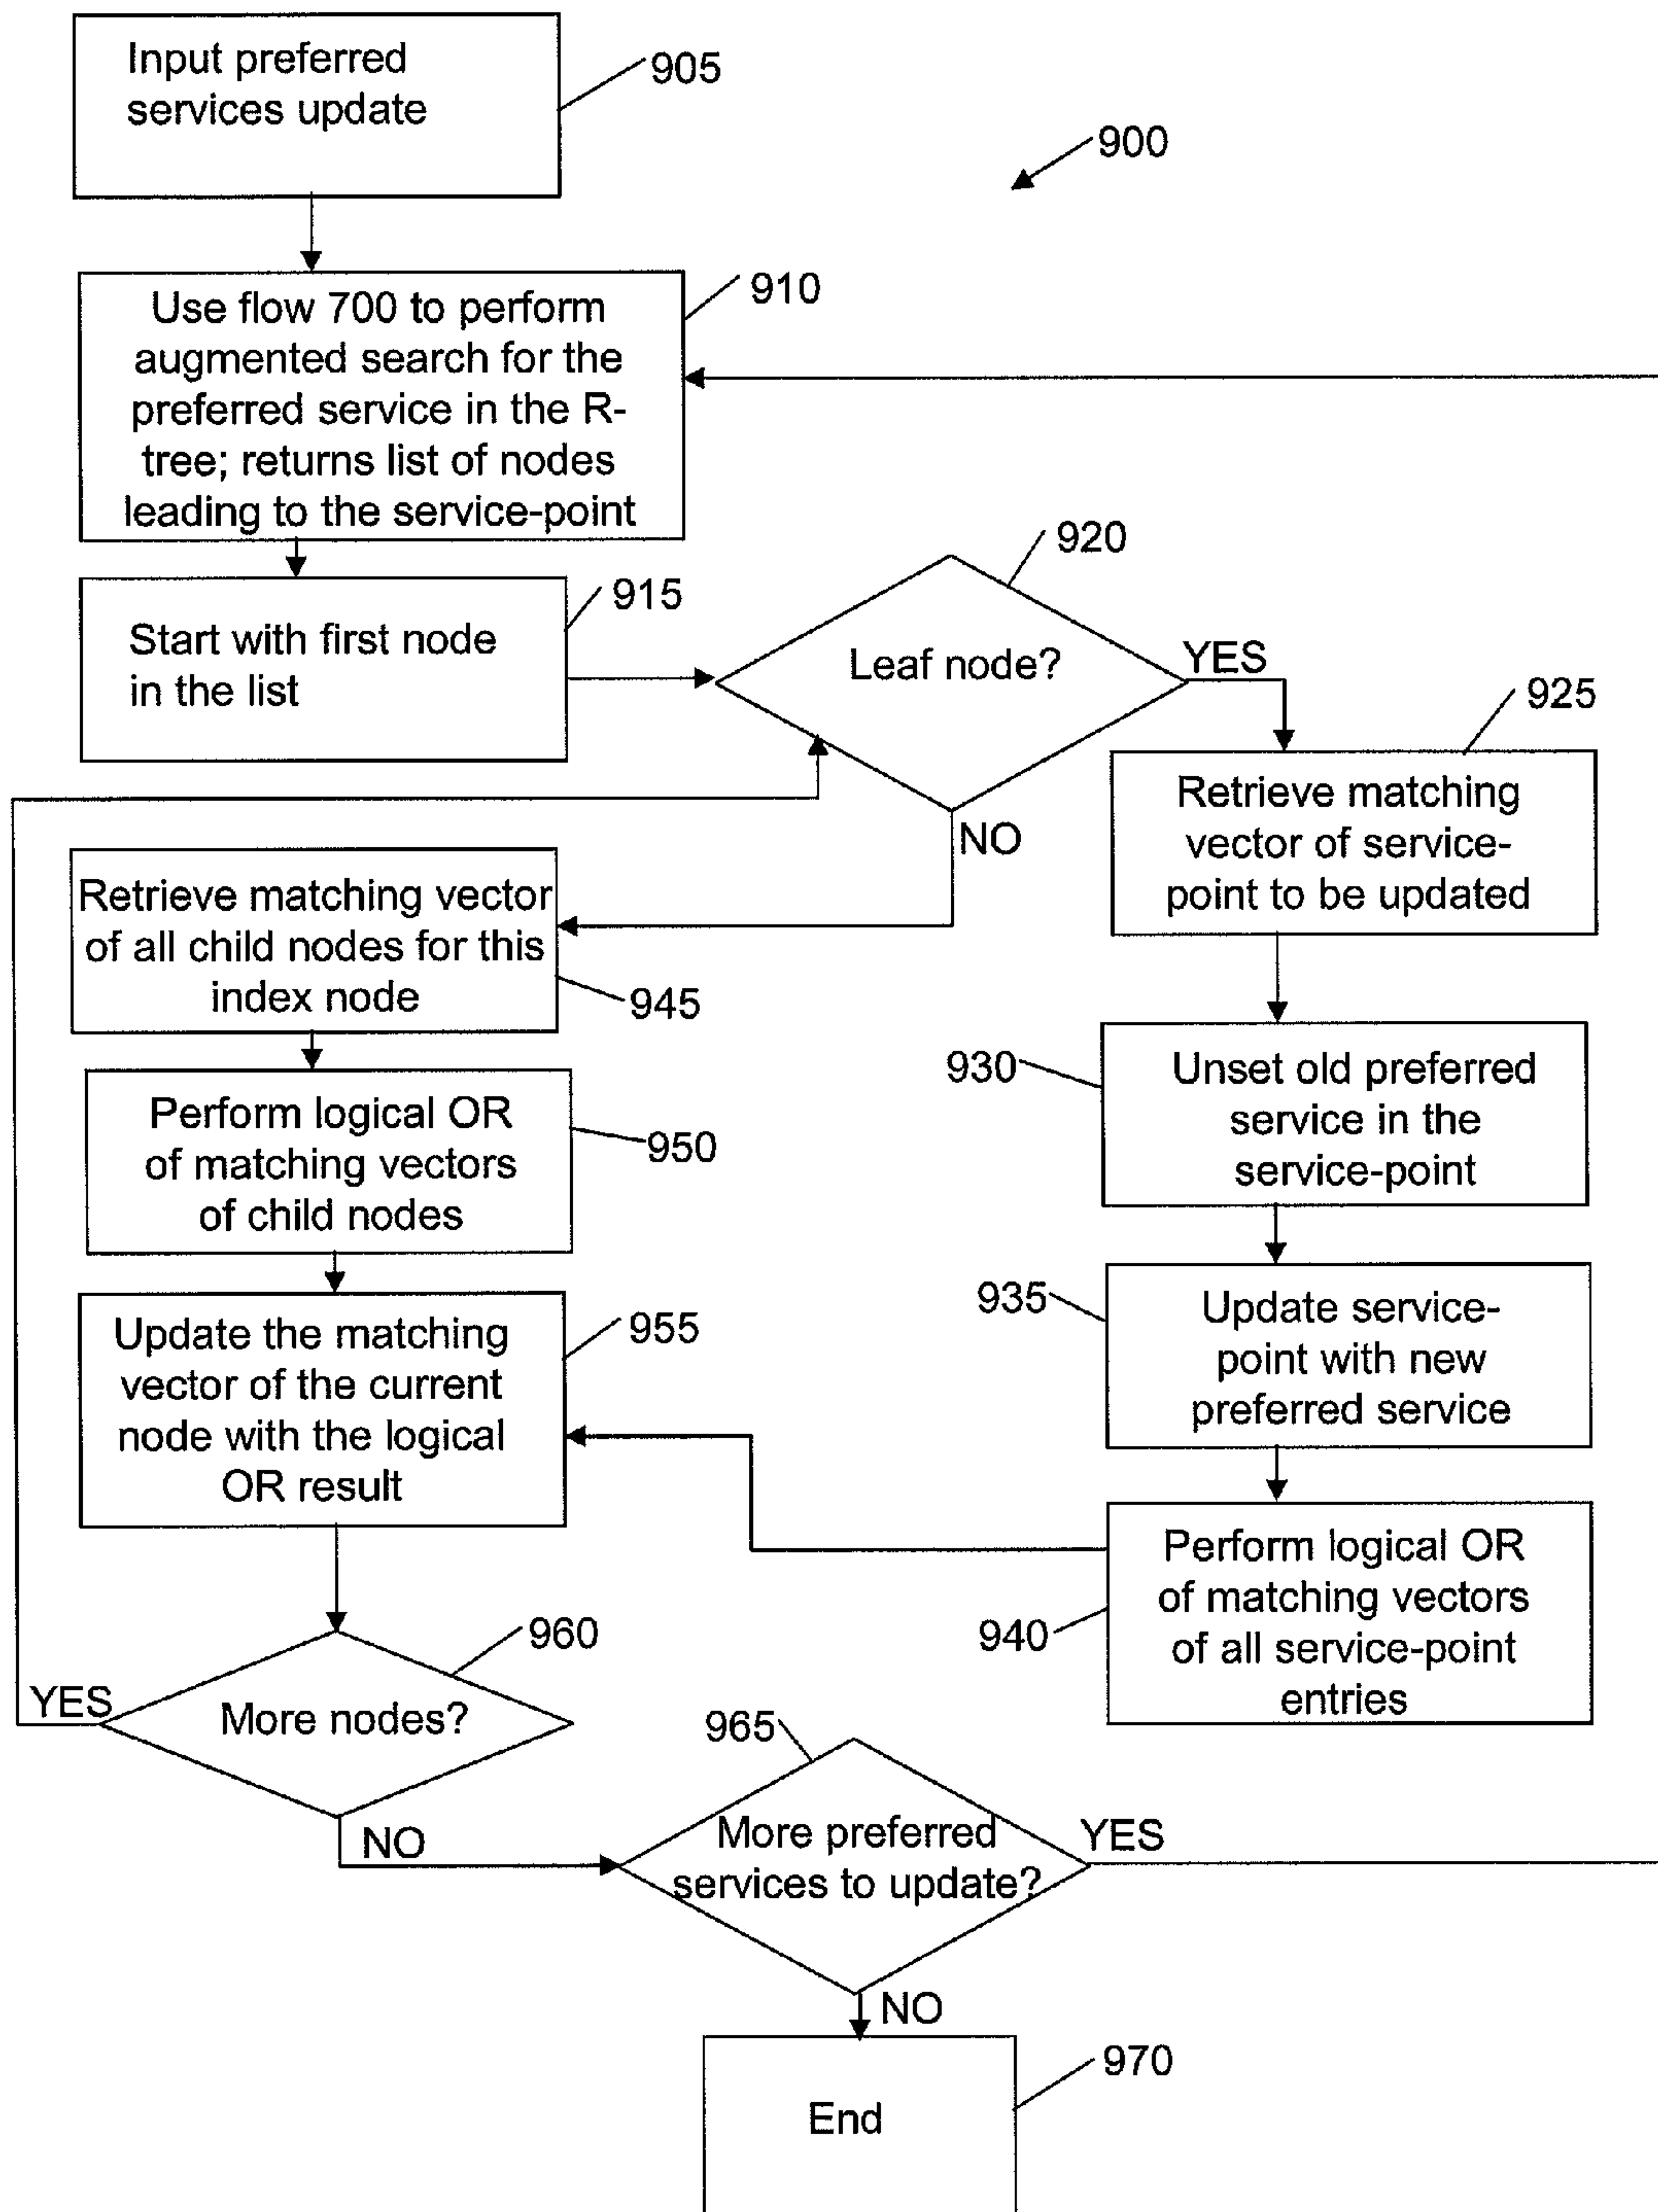 Input preferred
services update
905
900
Use flow 700 to perform
augmented search for the
preferred service in the R-
tree; returns list of nodes
leading to the service-point
910
Start with first node
in the list
915
Leaf node?
920
YES
NO
Retrieve matching
vector of service-
point to be updated
925
Unset old preferred
service in the
service-point
930
Update service-
point with new
preferred service
935
Perform logical OR
of matching vectors
of all service-point
entries
940
Retrieve matching vector
of all child nodes for this
index node
945
Perform logical OR
of matching vectors
of child nodes
950
Update the matching
vector of the current
node with the logical
OR result
955
More nodes?
960
YES
NO
More preferred
services to update?
965
YES
NO
End
970